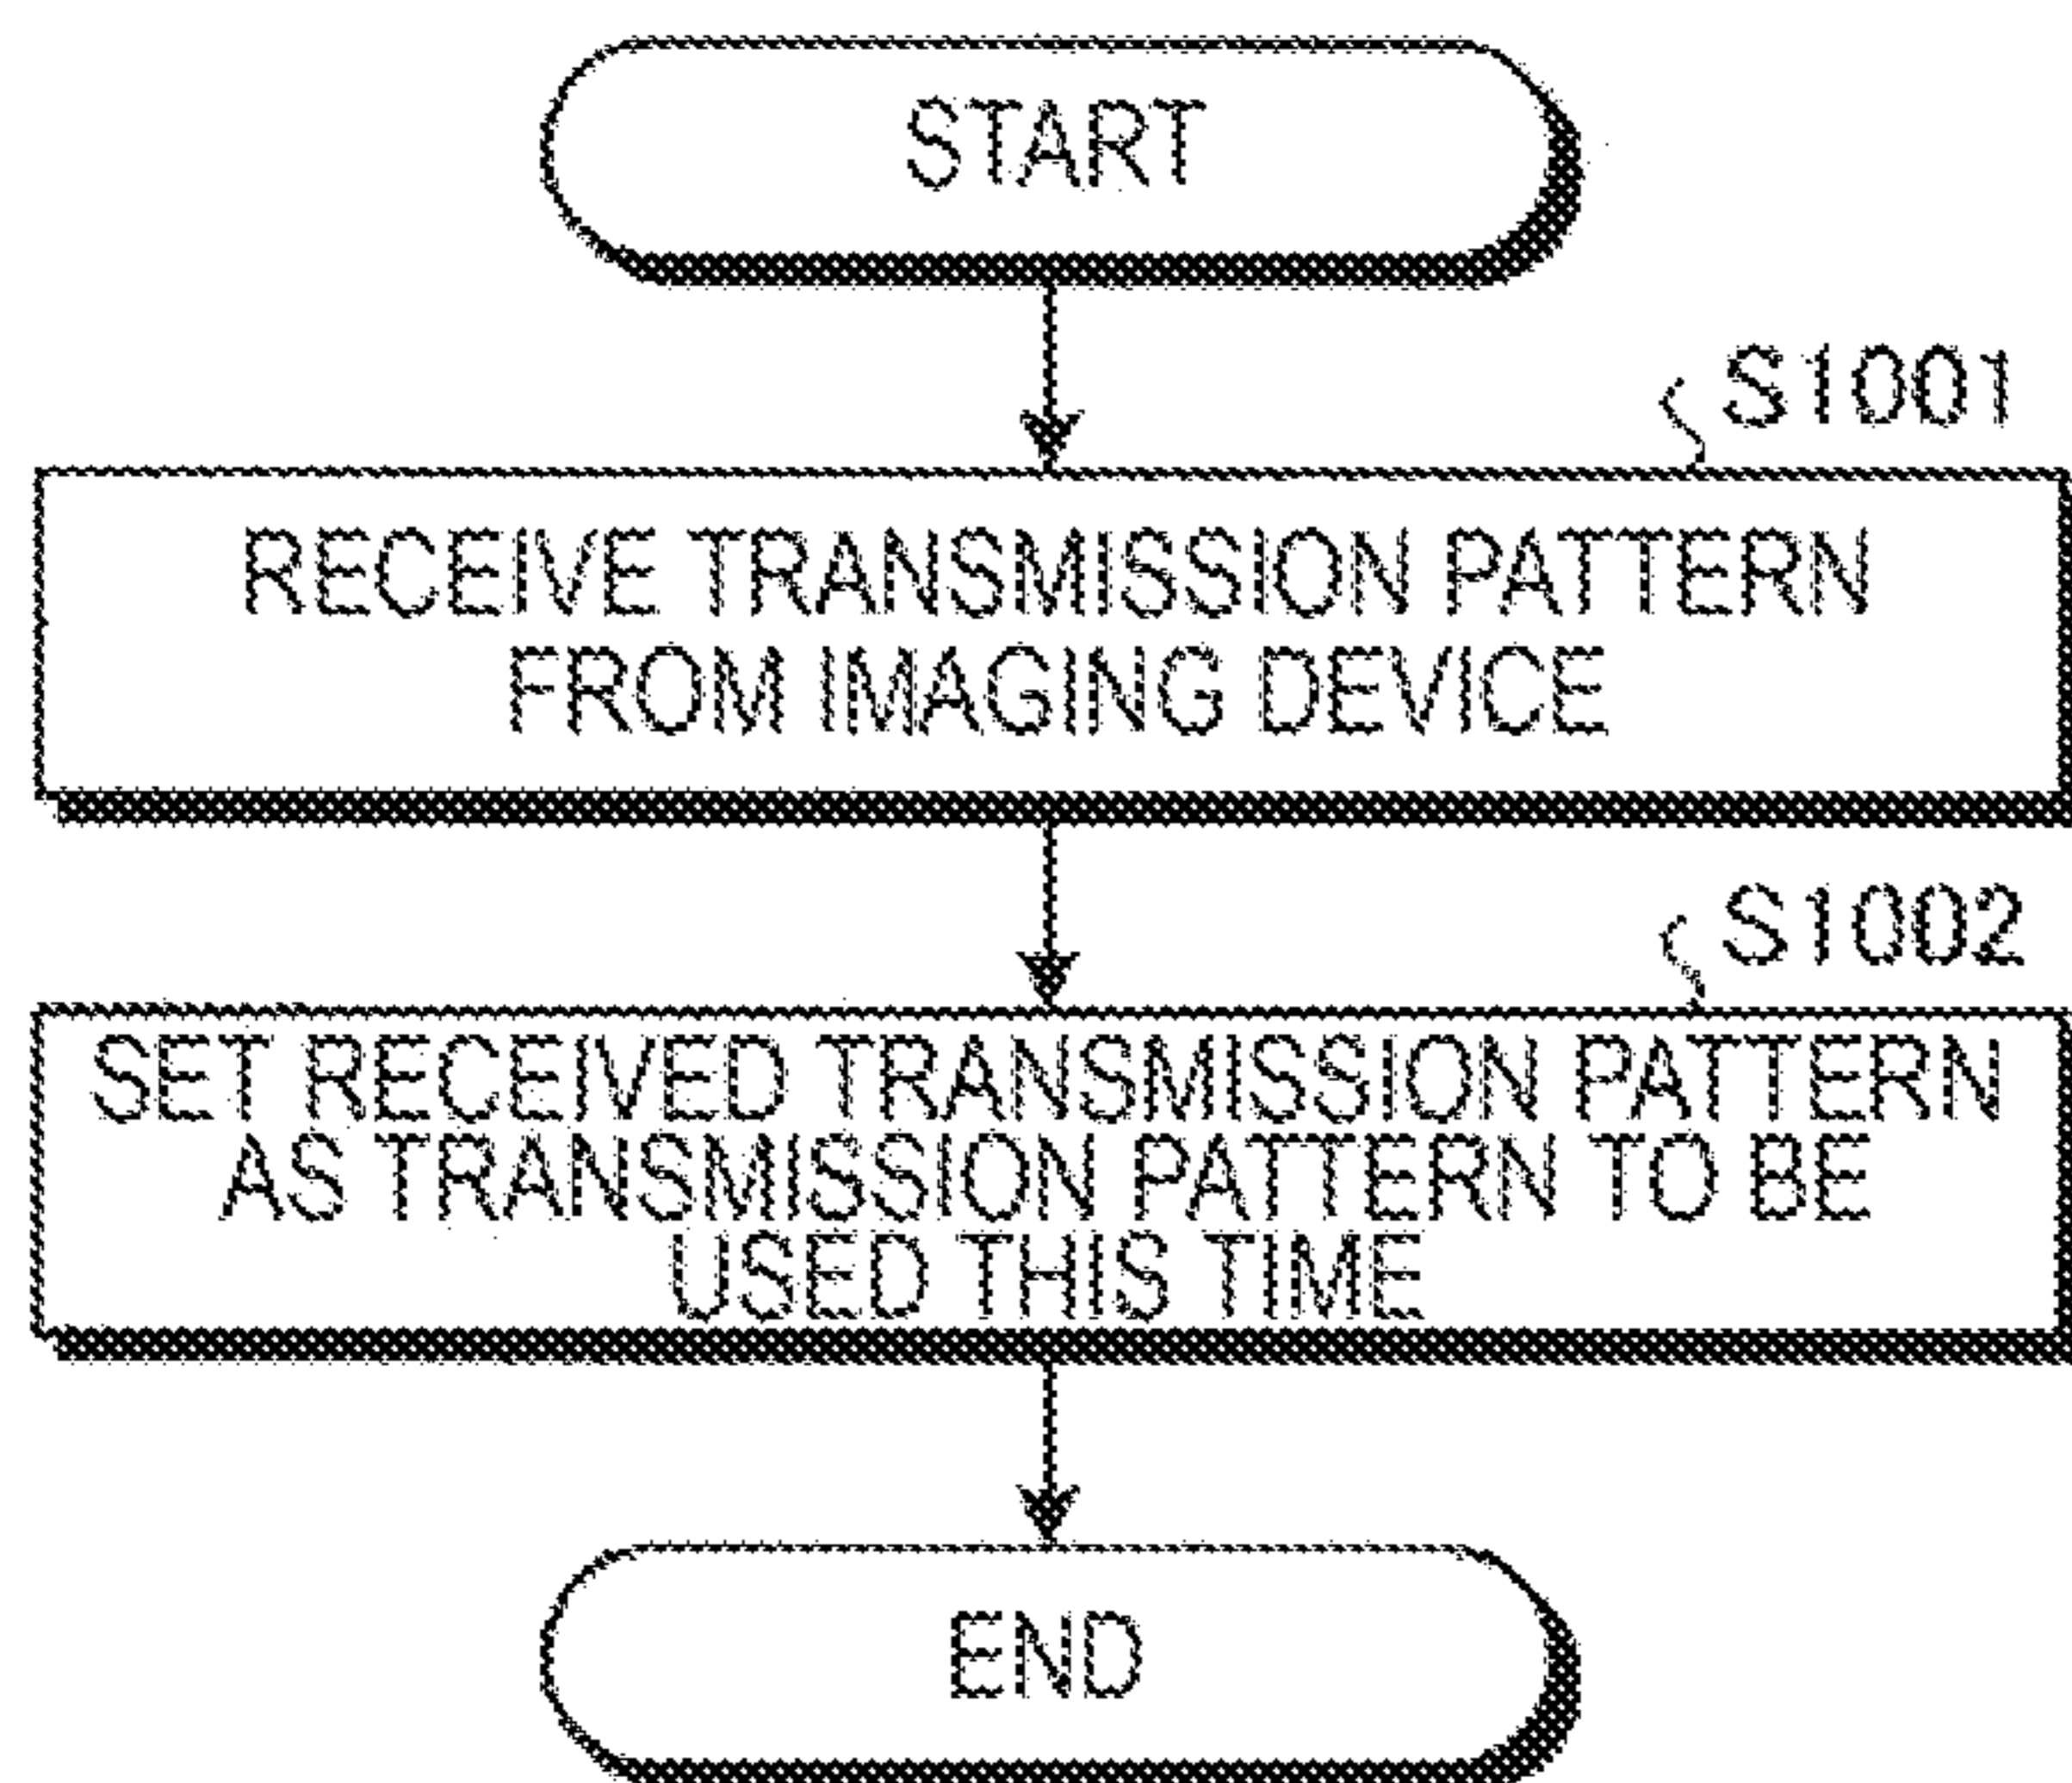 START
S1001
RECEIVE TRANSMISSION PATTERN
FROM IMAGING DEVICE
S1002
SET RECEIVED TRANSMISSION PATTERN
AS TRANSMISSION PATTERN TO BE
USED THIS TIME
END